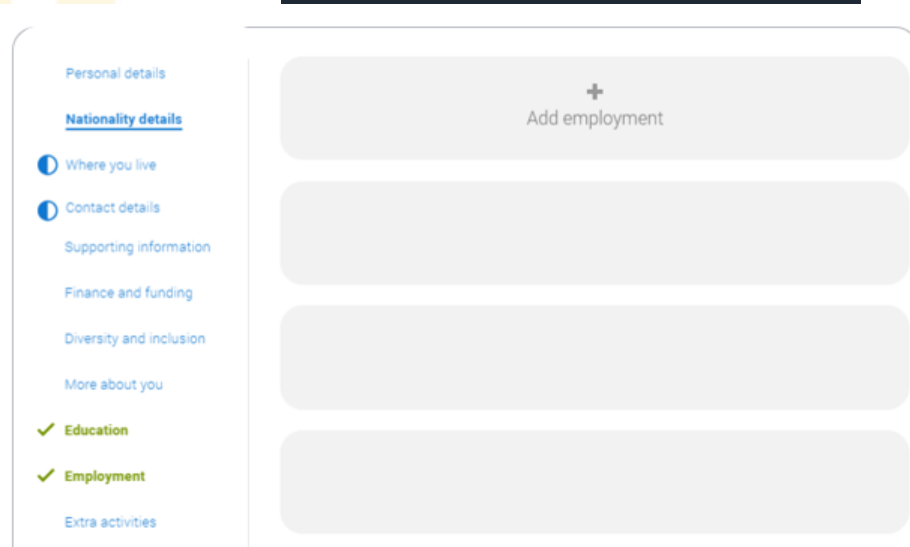 Personal details
Nationality details
Where you live
Contact details
Supporting information
Finance and funding
Diversity and inclusion
More about you
Education
Employment
Extra activities
+
Add employment